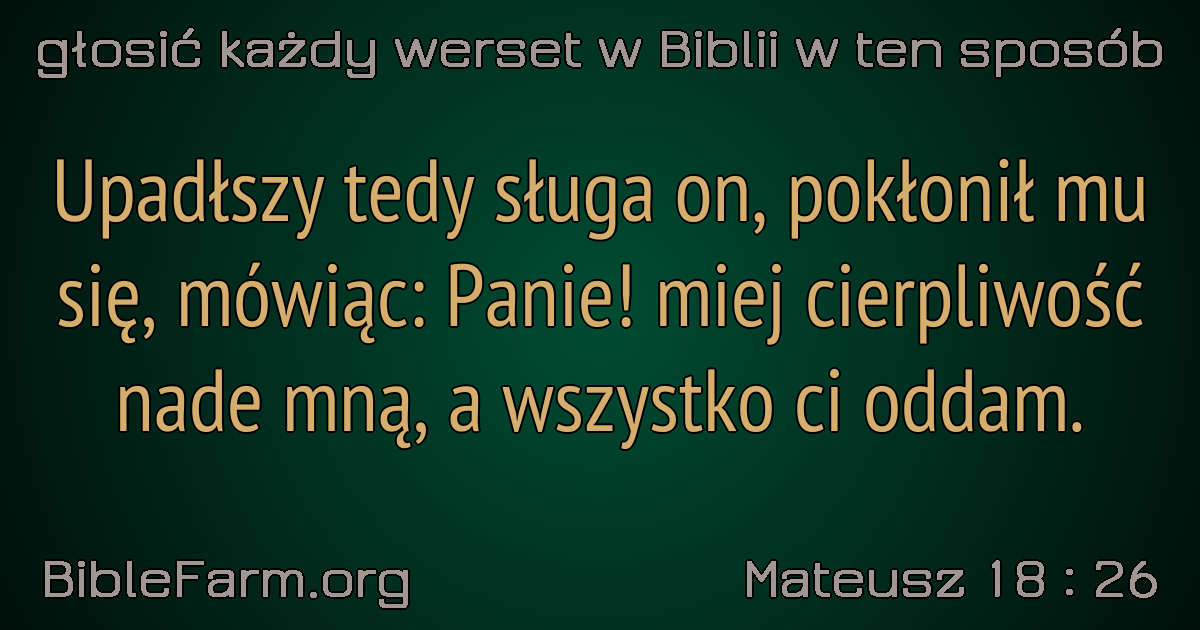 głosić każdy werset w Biblii w ten sposób
Upadłszy tedy sługa on, pokłonił mu
się, mówiąc: Panie! miej cierpliwość
nade mną, a wszystko ci oddam.
BibleFarm.org
Mateusz 18 : 26